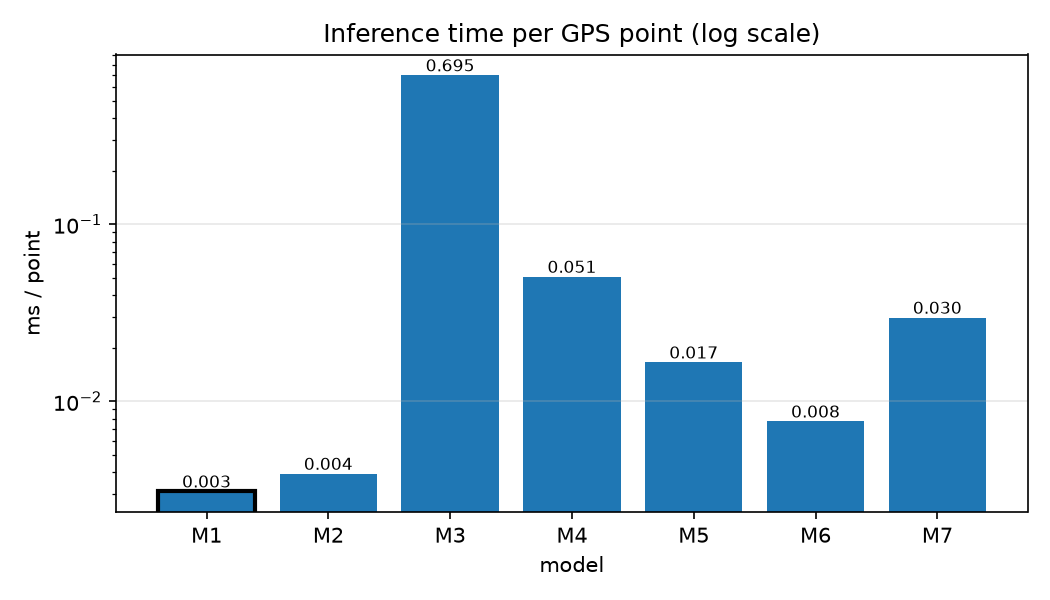 Inference time per GPS point (log scale)
0.695
10⁻¹
0.051
0.030
0.017
10⁻²
0.008
0.004
0.003
ms / point
M1 M2 M3 M4 M5 M6 M7
model